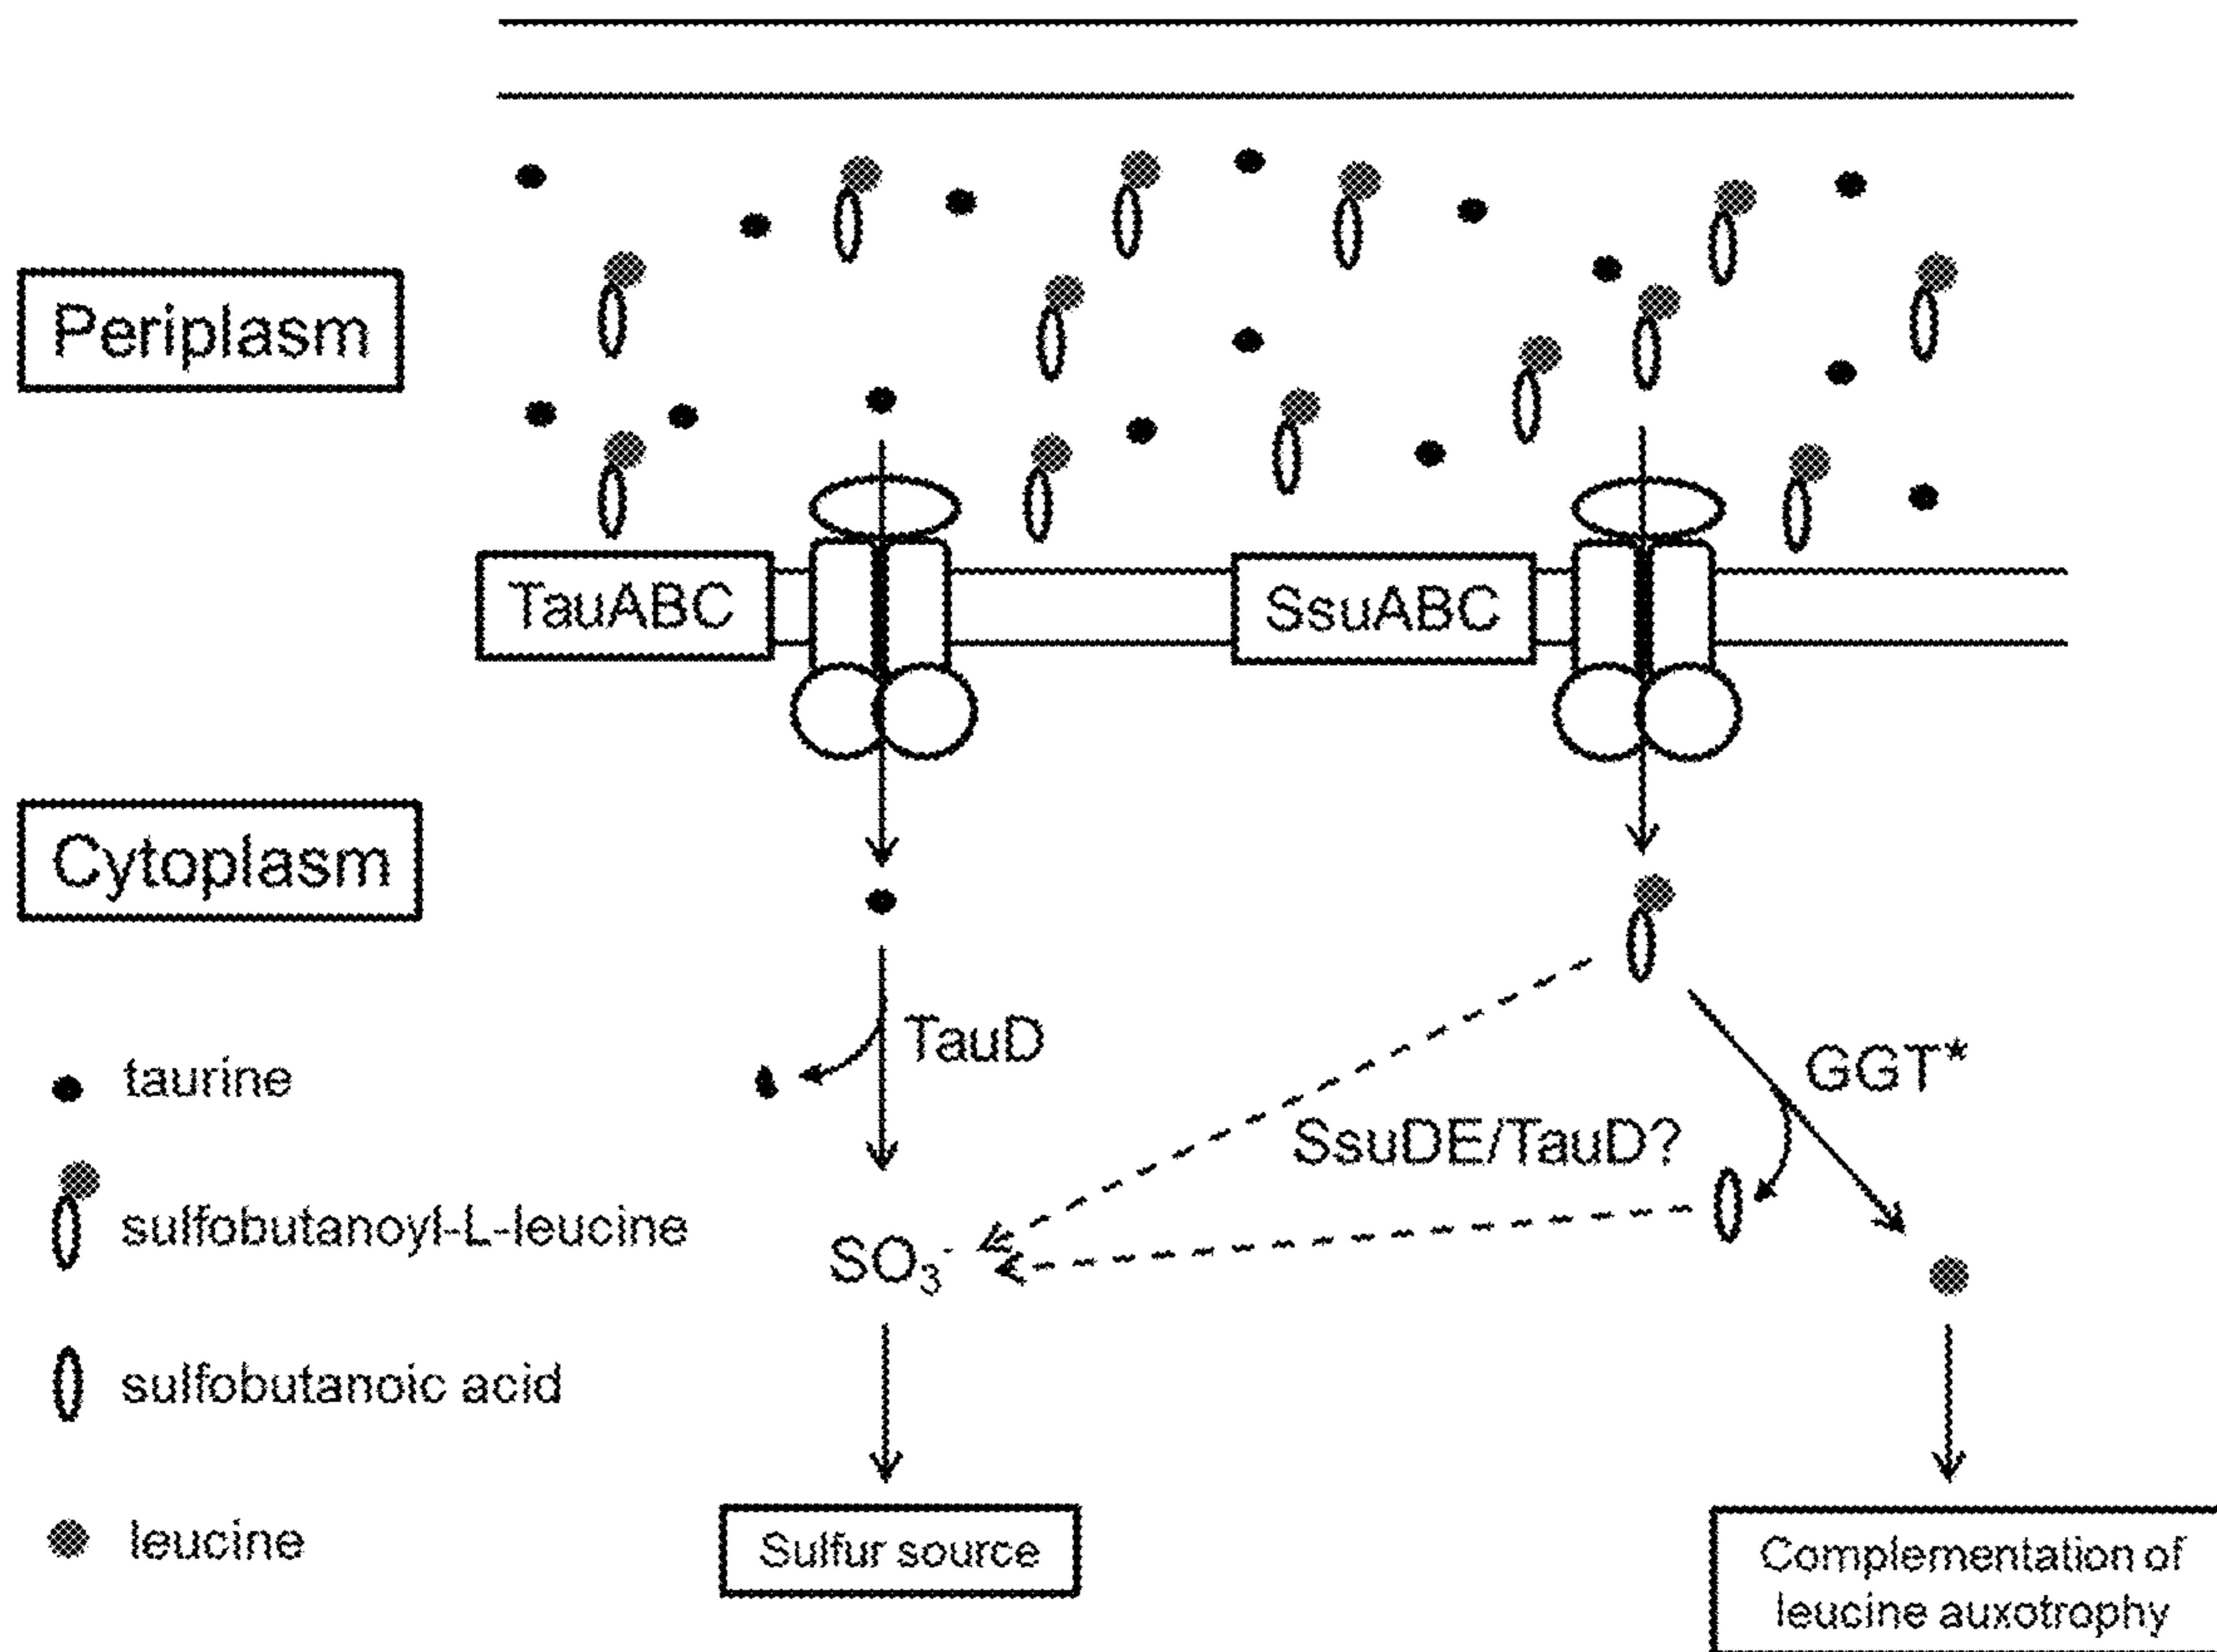 Periplasm
TauABC
SsuABC
Cytoplasm
TauD
GGT*
taurine
SsuDE/TauD?
sulfobutanoyl-L-leucine
SO₃⁻
sulfobutanoic acid
leucine
Sulfur source
Complementation of
leucine auxotrophy